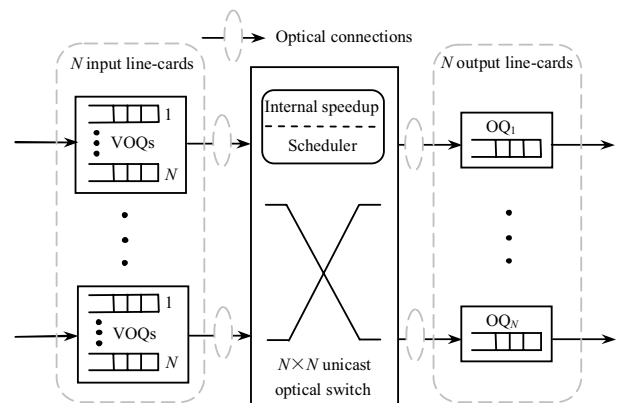 Optical connections
N input line-cards
N output line-cards
1
VOQs
N
Internal speedup
Scheduler
OQ1
1
VOQs
N
OQN
N×N unicast
optical switch